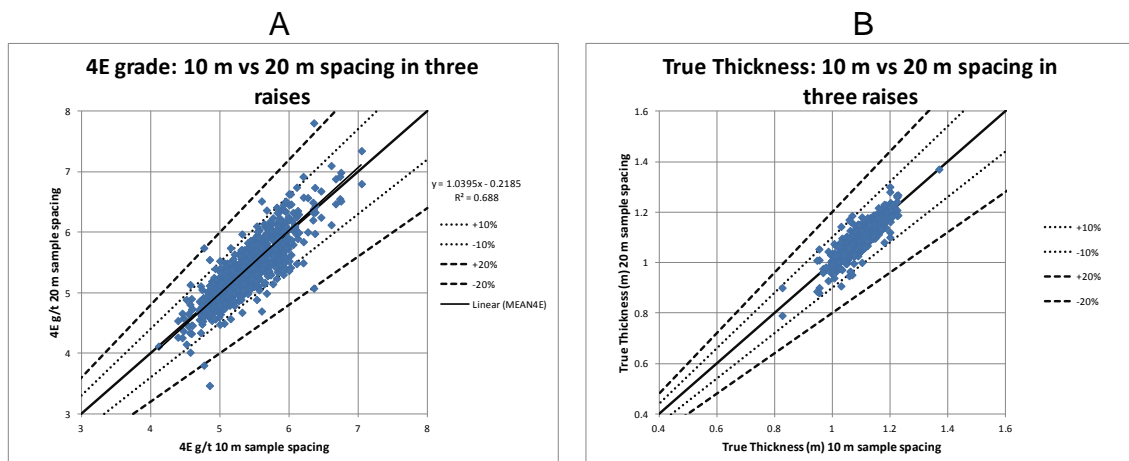 A
4E grade: 10 m vs 20 m spacing in three
raises
8
7
6
5
4
3
3 4 5 6 7 8
4E g/t 20 m sample spacing
4E g/t 10 m sample spacing
y = 1.0395x - 0.2185
R² = 0.688
+10%
-10%
+20%
-20%
Linear (MEAN4E)
B
True Thickness: 10 m vs 20 m spacing in
three raises
1.6
1.4
1.2
1
0.8
0.6
0.4
0.4 0.6 0.8 1 1.2 1.4 1.6
True Thickness (m) 20 m sample spacing
True Thickness (m) 10 m sample spacing
+10%
-10%
+20%
-20%